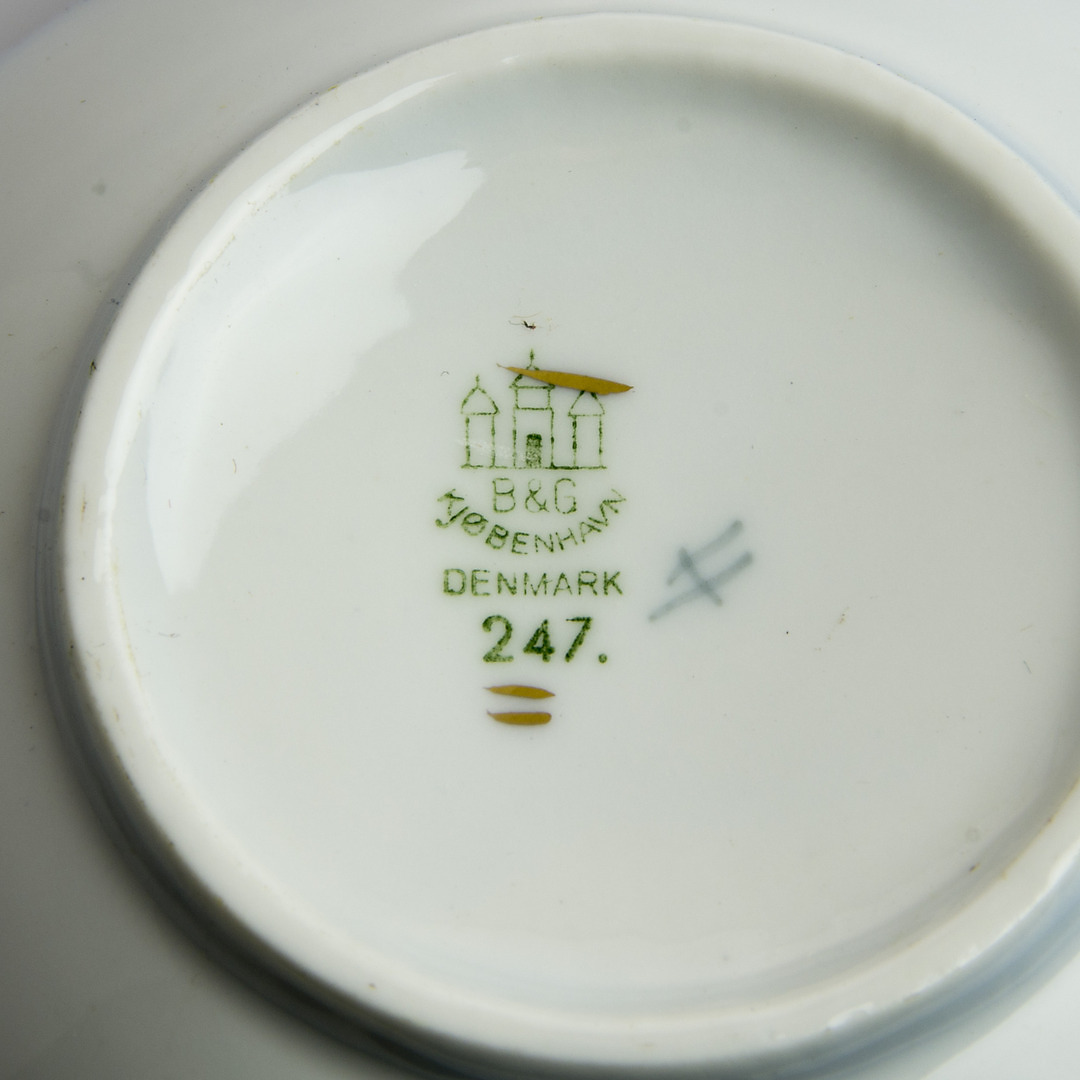 B&G
KJØBENHAVN
DENMARK
247.